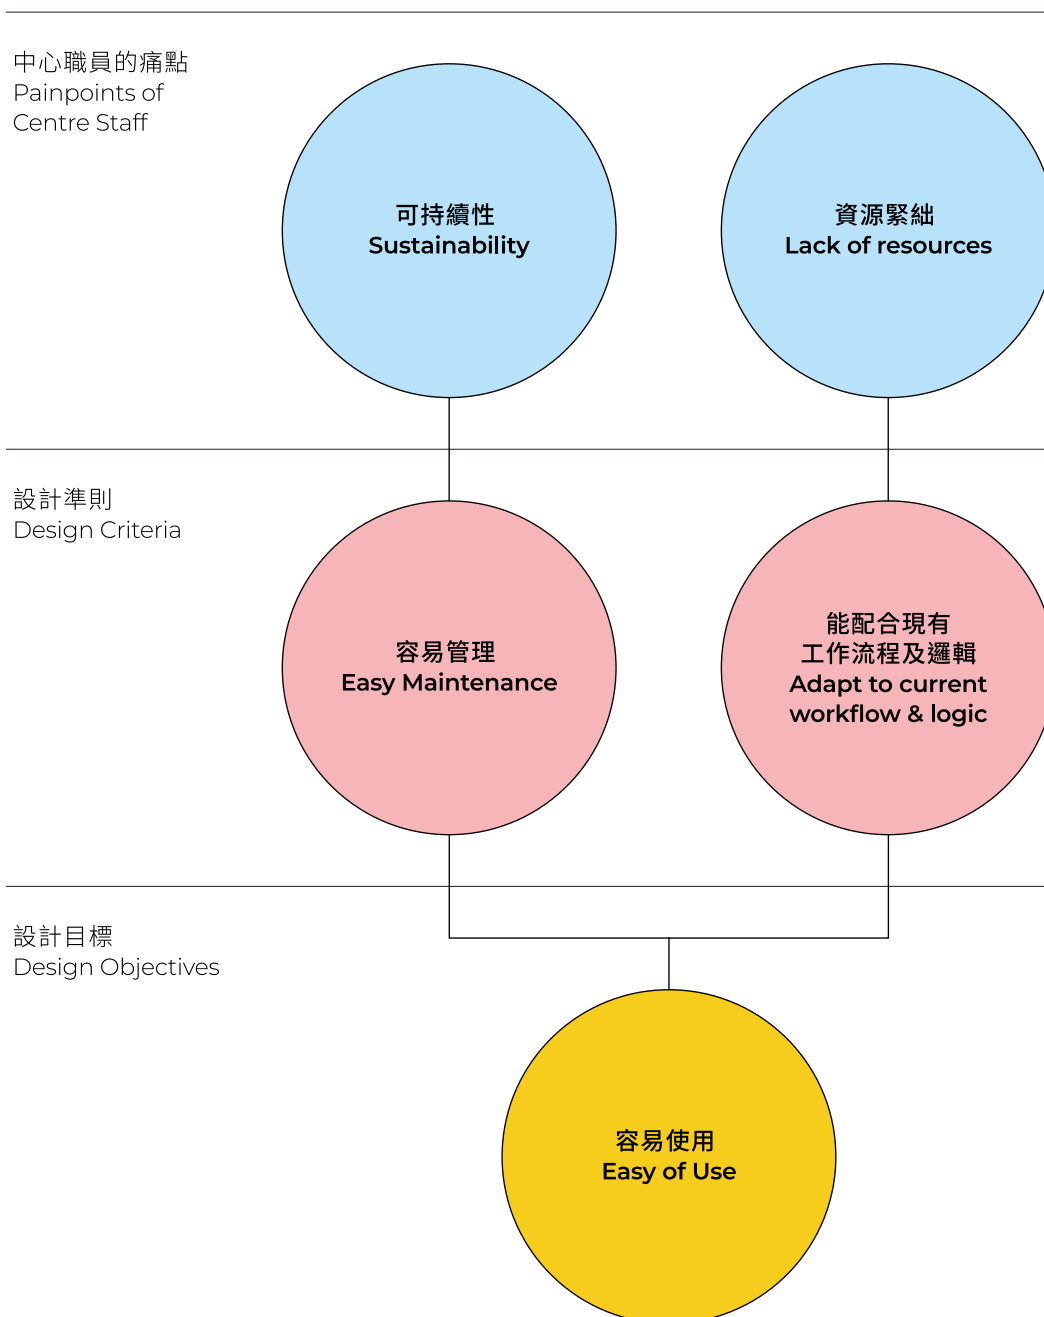 中心職員的痛點
Painpoints of
Centre Staff
可持續性
Sustainability
資源緊絀
Lack of resources
設計準則
Design Criteria
容易管理
Easy Maintenance
能配合現有
工作流程及邏輯
Adapt to current
workflow & logic
設計目標
Design Objectives
容易使用
Easy of Use